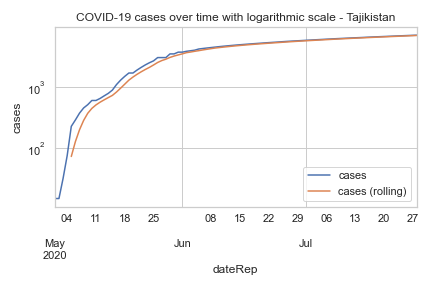 COVID-19 cases over time with logarithmic scale - Tajikistan
cases
10³
10²
cases
cases (rolling)
04 11 18 25 08 15 22 29 06 13 20 27
May Jun Jul
2020
dateRep